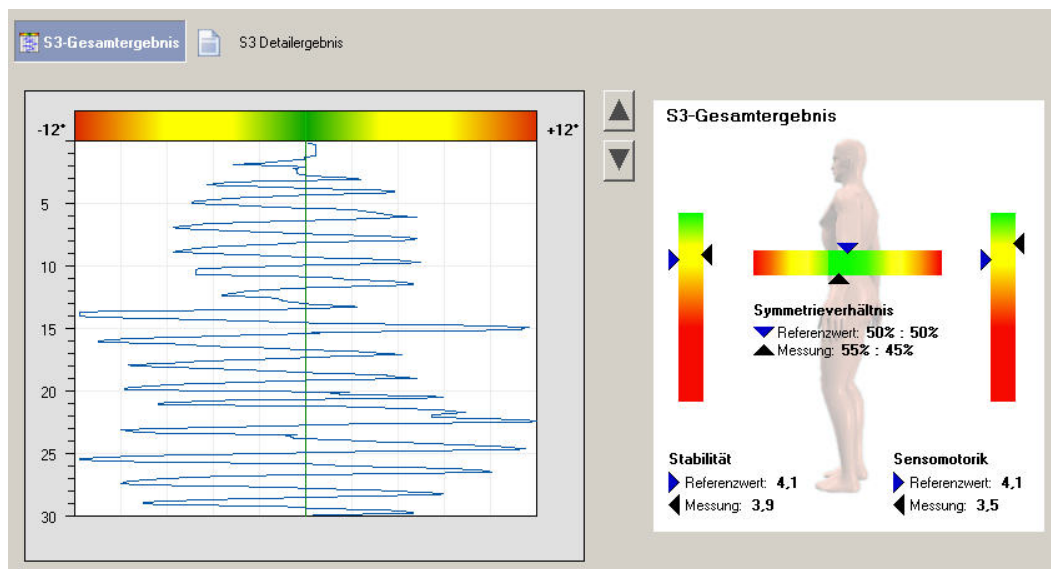 S3-Gesamtergebnis
S3 Detailergebnis
-12°
+12°
5
10
15
20
25
30
S3-Gesamtergebnis
Symmetrieverhältnis
Referenzwert: 50% : 50%
Messung: 55% : 45%
Stabilität
Referenzwert: 4,1
Messung: 3,9
Sensomotorik
Referenzwert: 4,1
Messung: 3,5